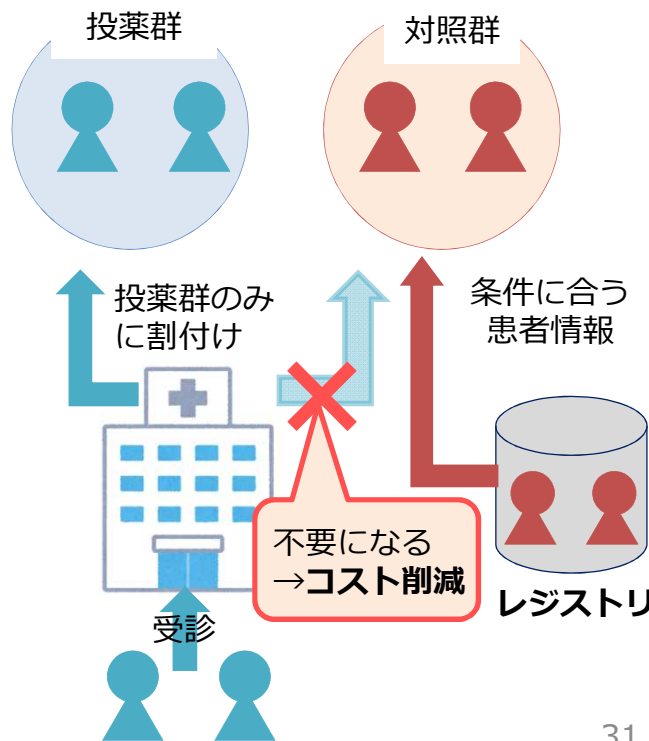 投薬群
対照群
投薬群のみ
に割付け
条件に合う
患者情報
不要になる
→コスト削減
レジストリ
受診
31